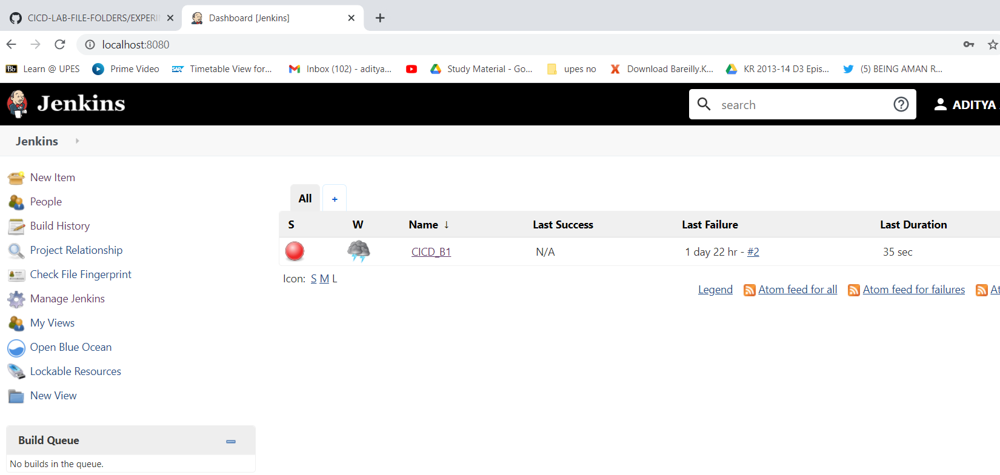 CICD-LAB-FILE-FOLDERS/EXPERI
Dashboard [Jenkins]
localhost:8080
Bb Learn @ UPES Prime Video SAP Timetable View for... Inbox (102) - aditya... Study Material - Go... upes no X Download Bareilly.K... KR 2013-14 D3 Epis... (5) BEING AMAN R...
Jenkins
search
ADITYA
Jenkins
New Item
People
Build History
Project Relationship
Check File Fingerprint
Manage Jenkins
My Views
Open Blue Ocean
Lockable Resources
New View
Build Queue
No builds in the queue.
All +
S W Name ↓ Last Success Last Failure Last Duration
CICD_B1 N/A 1 day 22 hr - #2 35 sec
Icon: S M L
Legend Atom feed for all Atom feed for failures At